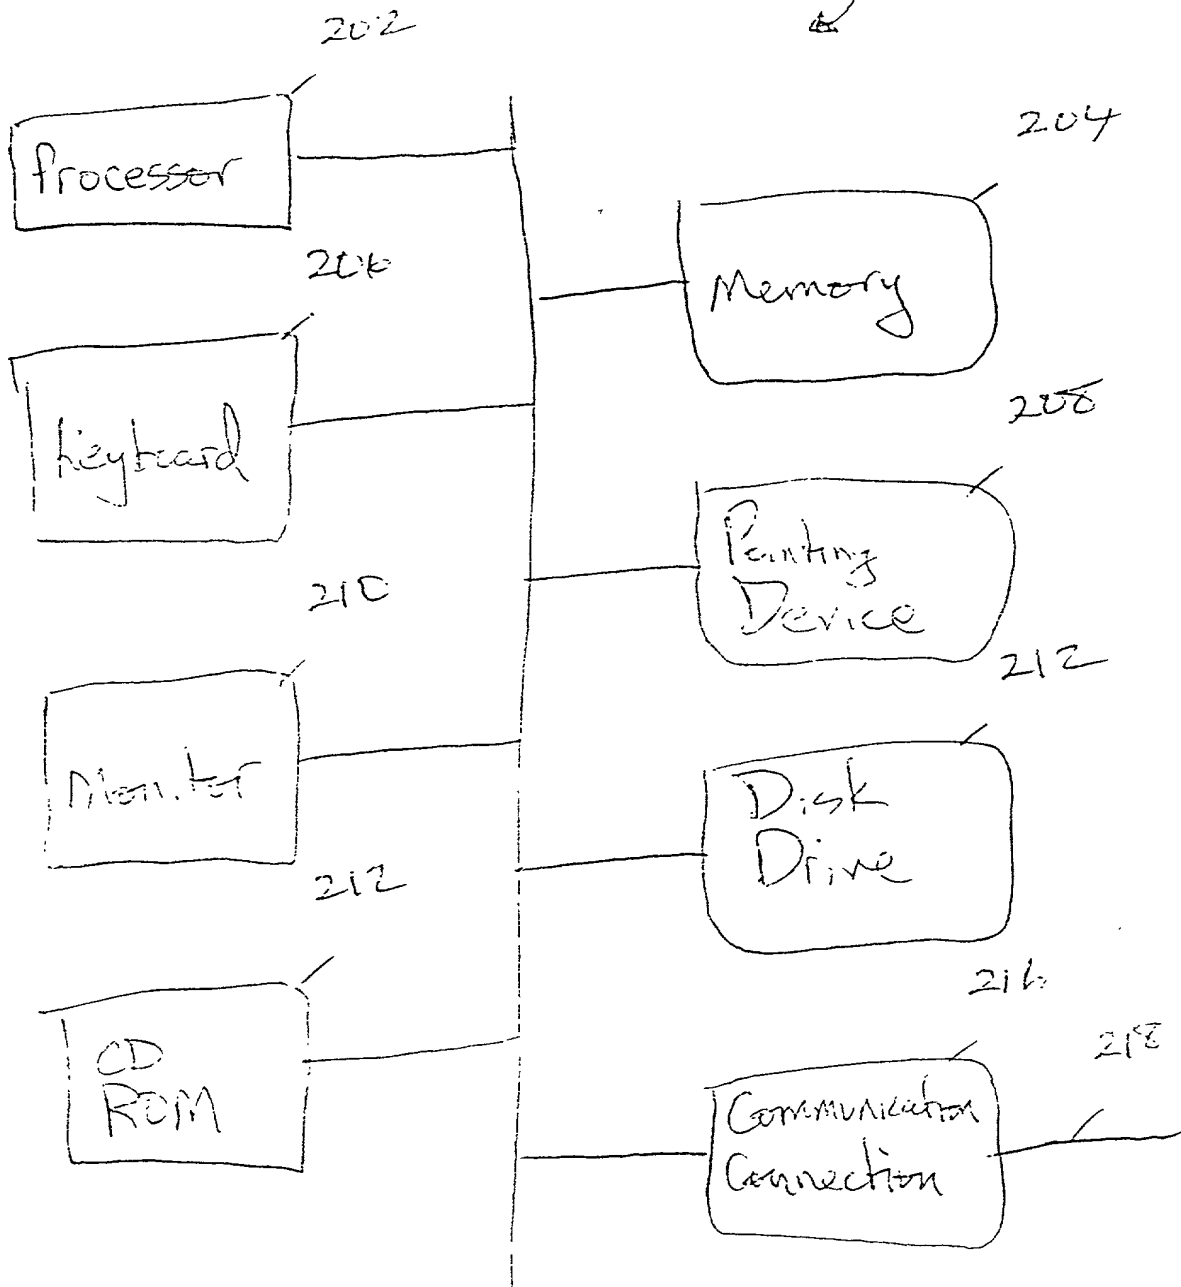 202
Processor
204
Memory
206
Keyboard
208
Pointing
Device
210
Monitor
212
Disk
Drive
212
CD
ROM
216
218
Communication
Connection